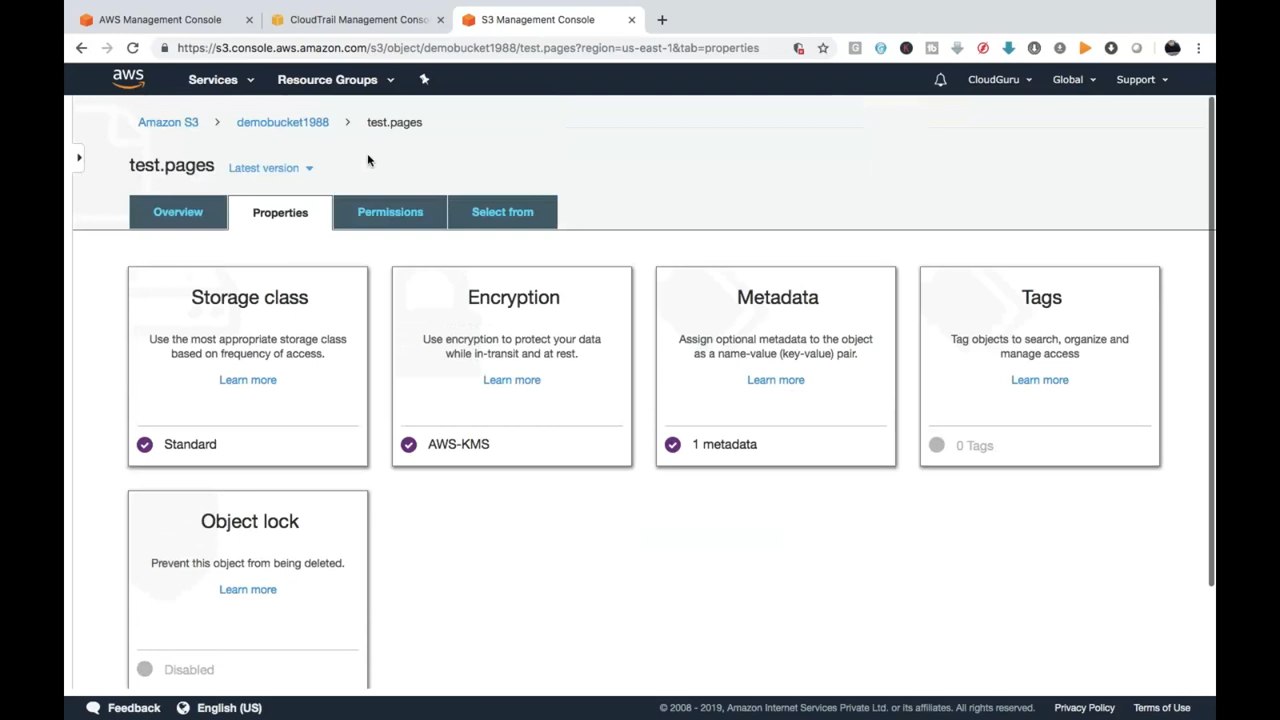 AWS Management Console
CloudTrail Management Conso
S3 Management Console
https://s3.console.aws.amazon.com/s3/object/demobucket1988/test.pages?region=us-east-1&tab=properties
aws
Services
Resource Groups
CloudGuru
Global
Support
Amazon S3
demobucket1988
test.pages
test.pages
Latest version
Overview
Properties
Permissions
Select from
Storage class
Use the most appropriate storage class
based on frequency of access.
Learn more
Standard
Encryption
Use encryption to protect your data
while in-transit and at rest.
Learn more
AWS-KMS
Metadata
Assign optional metadata to the object
as a name-value (key-value) pair.
Learn more
1 metadata
Tags
Tag objects to search, organize and
manage access
Learn more
0 Tags
Object lock
Prevent this object from being deleted.
Learn more
Disabled
Feedback
English (US)
© 2008 - 2019, Amazon Internet Services Private Ltd. or its affiliates. All rights reserved.
Privacy Policy
Terms of Use